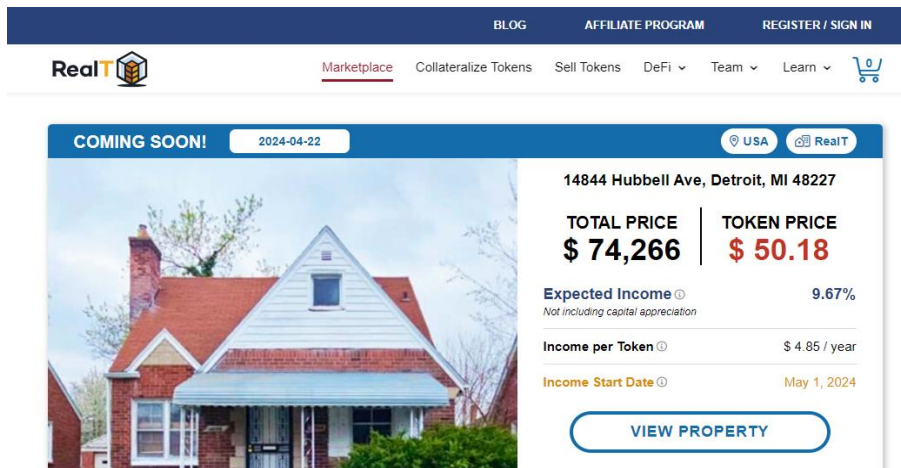 BLOG AFFILIATE PROGRAM REGISTER / SIGN IN
RealT Marketplace Collateralize Tokens Sell Tokens DeFi Team Learn 0
COMING SOON! 2024-04-22 USA RealT
14844 Hubbell Ave, Detroit, MI 48227
TOTAL PRICE TOKEN PRICE
$ 74,266 $ 50.18
Expected Income 9.67%
Not including capital appreciation
Income per Token $ 4.85 / year
Income Start Date May 1, 2024
VIEW PROPERTY